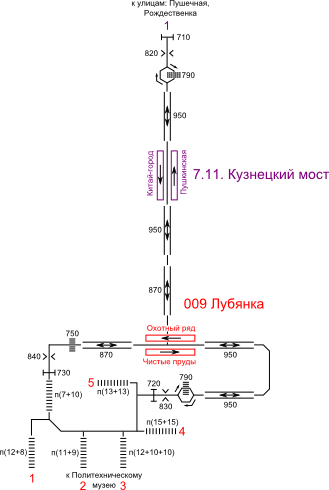 к улицам: Пушечная,
Рождественка
1
710
820
790
950
Китай-город
Пушкинская
7.11. Кузнецкий мост
950
870
009 Лубянка
Охотный ряд
750
870
950
Чистые пруды
840
730
5
п(13+13)
720
790
830
950
п(7+10)
п(15+15)
4
п(12+8)
п(11+9)
п(12+10+10)
к Политехническому
1
2
музею
3